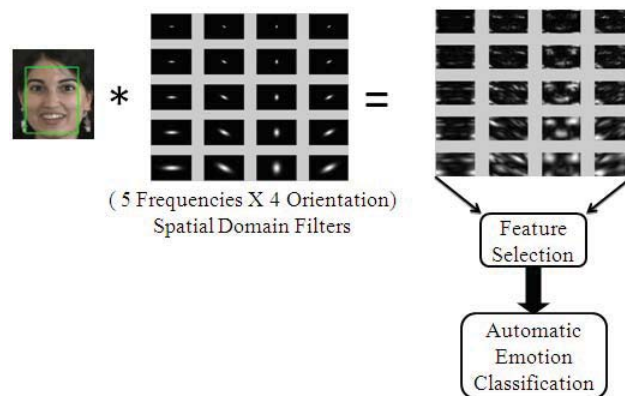 *
=
( 5 Frequencies X 4 Orientation)
Spatial Domain Filters
Feature
Selection
Automatic
Emotion
Classification